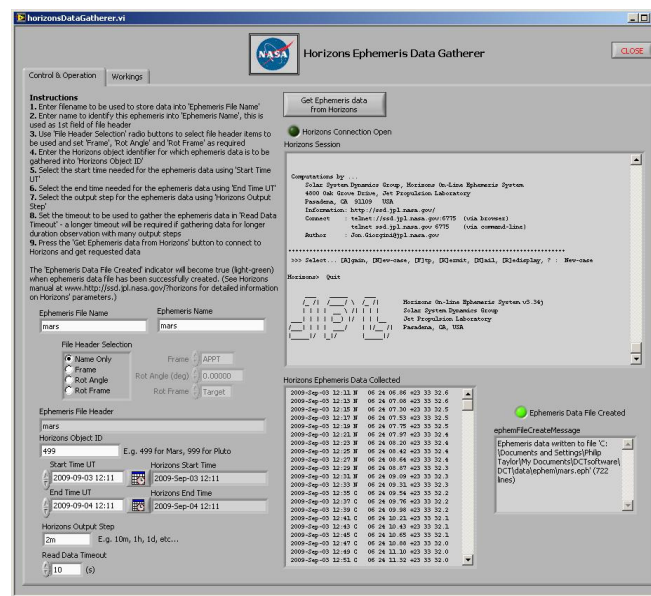 horizonsDataGatherer.vi
NASA
Horizons Ephemeris Data Gatherer
CLOSE
Control & Operation
Workings
Instructions
1. Enter filename to be used to store data into 'Ephemeris File Name'
2. Enter name to identify this ephemeris into 'Ephemeris Name', this is
used as 1st field of file header
3. Use 'File Header Selection' radio buttons to select file header items to
be used and set 'Frame', 'Rot Angle' and 'Rot Frame' as required
4. Enter the Horizons object identifier for which ephemeris data is to be
gathered into 'Horizons Object ID'
5. Select the start time needed for the ephemeris data using 'Start Time
UT'
6. Select the end time needed for the ephemeris data using 'End Time UT'
7. Select the output step for the ephemeris data using 'Horizons Output
Step'
8. Set the timeout to be used to gather the ephemeris data in 'Read Data
Timeout' - a longer timeout will be required if gathering data for longer
duration observation with many output steps
9. Press the 'Get Ephemeris data from Horizons' button to connect to
Horizons and get requested data
The 'Ephemeris Data File Created' indicator will become true (light-green)
when ephemeris data file has been successfully created. (See Horizons
manual at www.http://ssd.jpl.nasa.gov/?horizons for detailed information
on Horizons' parameters.)
Ephemeris File Name
mars
Ephemeris Name
mars
File Header Selection
Name Only
Frame
Rot Angle
Rot Frame
Frame
APPT
Rot Angle (deg)
0.00000
Rot Frame
Target
Ephemeris File Header
mars
Horizons Object ID
499
E.g. 499 for Mars, 999 for Pluto
Start Time UT
2009-09-03 12:11
Horizons Start Time
2009-Sep-03 12:11
End Time UT
2009-09-04 12:11
Horizons End Time
2009-Sep-04 12:11
Horizons Output Step
2m
E.g. 10m, 1h, 1d, etc...
Read Data Timeout
10
(s)
Get Ephemeris data
from Horizons
Horizons Connection Open
Horizons Session
Computations by ...
Solar System Dynamics Group, Horizons On-Line Ephemeris System
4800 Oak Grove Drive, Jet Propulsion Laboratory
Pasadena, CA 91109 USA
Information: http://ssd.jpl.nasa.gov/
Connect : telnet://ssd.jpl.nasa.gov:6775 (via browser)
telnet ssd.jpl.nasa.gov 6775 (via command-line)
Author : Jon.Giorgini@jpl.nasa.gov
>>> Select... [A]gain, [N]ew-case, [F]tp, [K]ermit, [M]ail, [R]edisplay, ? : New-case
Horizons> Quit
Horizons On-line Ephemeris System v3.34j
Solar System Dynamics Group
Jet Propulsion Laboratory
Pasadena, CA, USA
Horizons Ephemeris Data Collected
2009-Sep-03 12:11 N 06 24 06.86 +23 33 32.6
2009-Sep-03 12:13 N 06 24 07.08 +23 33 32.6
2009-Sep-03 12:15 N 06 24 07.30 +23 33 32.5
2009-Sep-03 12:17 N 06 24 07.53 +23 33 32.5
2009-Sep-03 12:19 N 06 24 07.75 +23 33 32.5
2009-Sep-03 12:21 N 06 24 07.97 +23 33 32.4
2009-Sep-03 12:23 N 06 24 08.20 +23 33 32.4
2009-Sep-03 12:25 N 06 24 08.42 +23 33 32.4
2009-Sep-03 12:27 N 06 24 08.64 +23 33 32.4
2009-Sep-03 12:29 N 06 24 08.87 +23 33 32.3
2009-Sep-03 12:31 N 06 24 09.09 +23 33 32.3
2009-Sep-03 12:33 N 06 24 09.31 +23 33 32.3
2009-Sep-03 12:35 C 06 24 09.54 +23 33 32.2
2009-Sep-03 12:37 C 06 24 09.76 +23 33 32.2
2009-Sep-03 12:39 C 06 24 09.98 +23 33 32.2
2009-Sep-03 12:41 C 06 24 10.21 +23 33 32.1
2009-Sep-03 12:43 C 06 24 10.43 +23 33 32.1
2009-Sep-03 12:45 C 06 24 10.65 +23 33 32.1
2009-Sep-03 12:47 C 06 24 10.88 +23 33 32.0
2009-Sep-03 12:49 C 06 24 11.10 +23 33 32.0
2009-Sep-03 12:51 C 06 24 11.32 +23 33 32.0
Ephemeris Data File Created
ephemFileCreateMessage
Ephemeris data written to file 'C:
\Documents and Settings\Philip
Taylor\My Documents\DCTsoftware\
DCT\data\ephem\mars.eph' (722
lines)